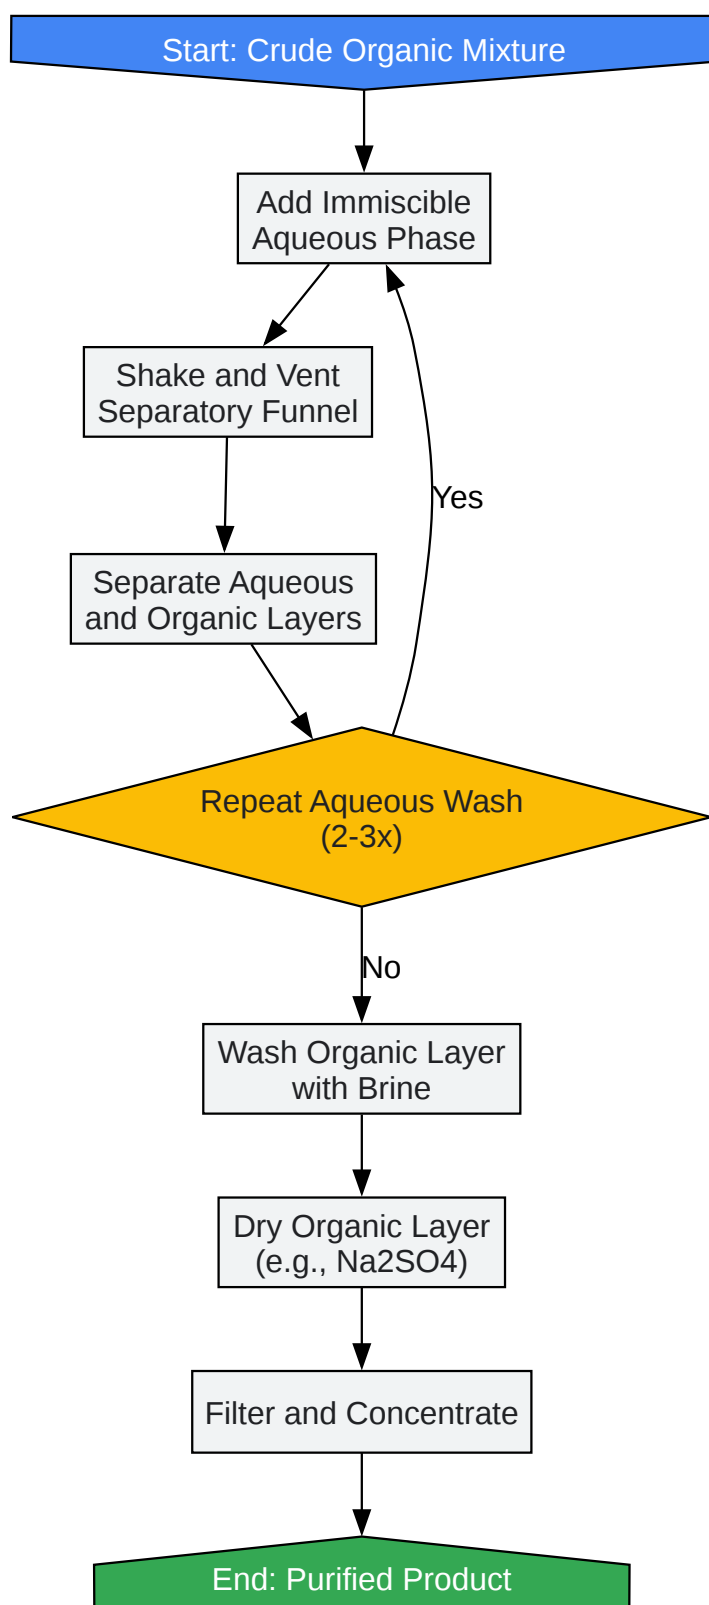 Start: Crude Organic Mixture
Add Immiscible
Aqueous Phase
Shake and Vent
Separatory Funnel
Yes
Separate Aqueous
and Organic Layers
Repeat Aqueous Wash
(2-3x)
No
Wash Organic Layer
with Brine
Dry Organic Layer
(e.g., Na2SO4)
Filter and Concentrate
End: Purified Product